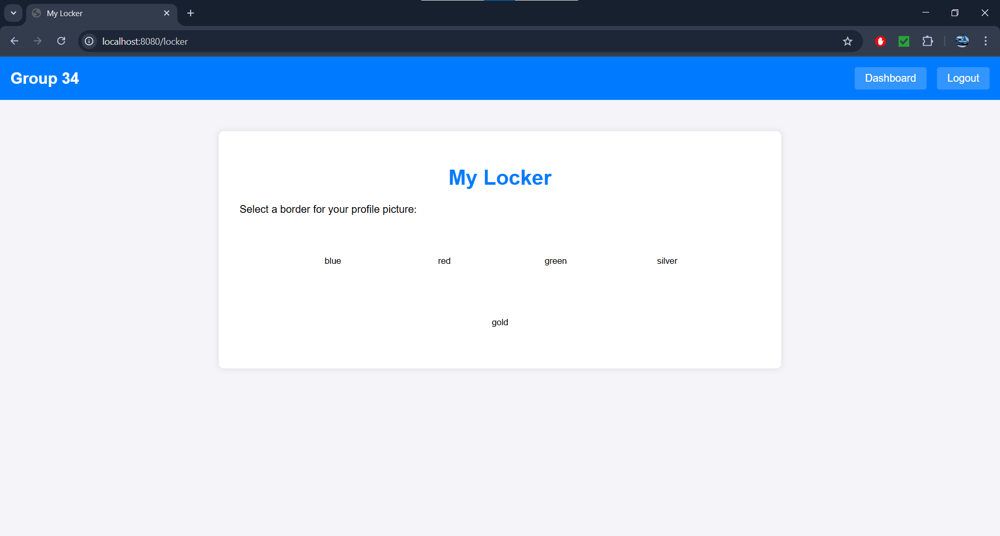 My Locker
localhost:8080/locker
Group 34
Dashboard
Logout
My Locker
Select a border for your profile picture:
blue
red
green
silver
gold